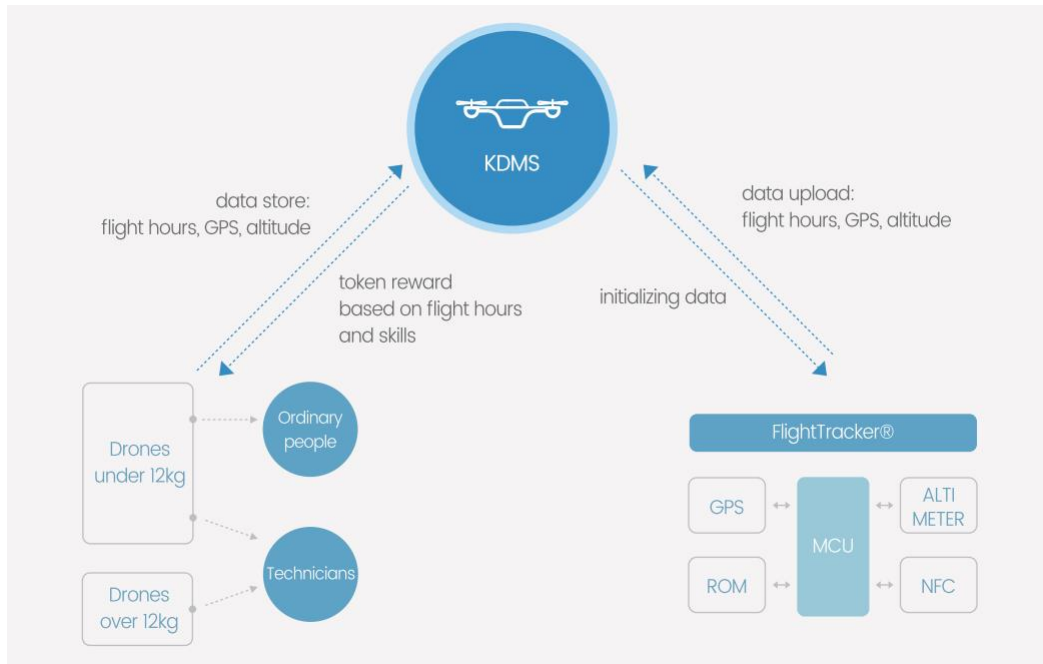 KDMS
data store:
flight hours, GPS, altitude
data upload:
flight hours, GPS, altitude
token reward
based on flight hours
and skills
initializing data
Drones
under 12kg
Ordinary
people
Drones
over 12kg
Technicians
FlightTracker®
GPS
MCU
ALTI
METER
ROM
NFC